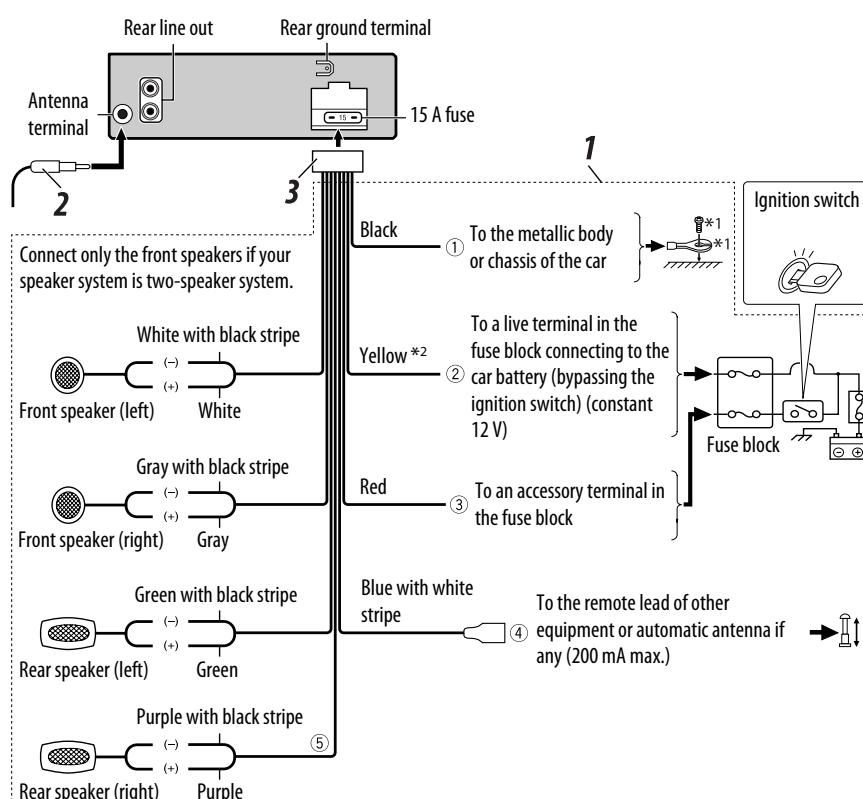 Rear line out
Rear ground terminal
Antenna
terminal
15
15 A fuse
2
3
1
Ignition switch
Connect only the front speakers if your
speaker system is two-speaker system.
Black
① To the metallic body
or chassis of the car
*1
*1
White with black stripe
(–)
(+)
Front speaker (left)
White
Yellow *2
② To a live terminal in the
fuse block connecting to the
car battery (bypassing the
ignition switch) (constant
12 V)
Fuse block
Gray with black stripe
(–)
(+)
Front speaker (right)
Gray
Red
③ To an accessory terminal in
the fuse block
Green with black stripe
(–)
(+)
Rear speaker (left)
Green
Blue with white
stripe
④ To the remote lead of other
equipment or automatic antenna if
any (200 mA max.)
Purple with black stripe
(–)
(+)
⑤
Rear speaker (right)
Purple